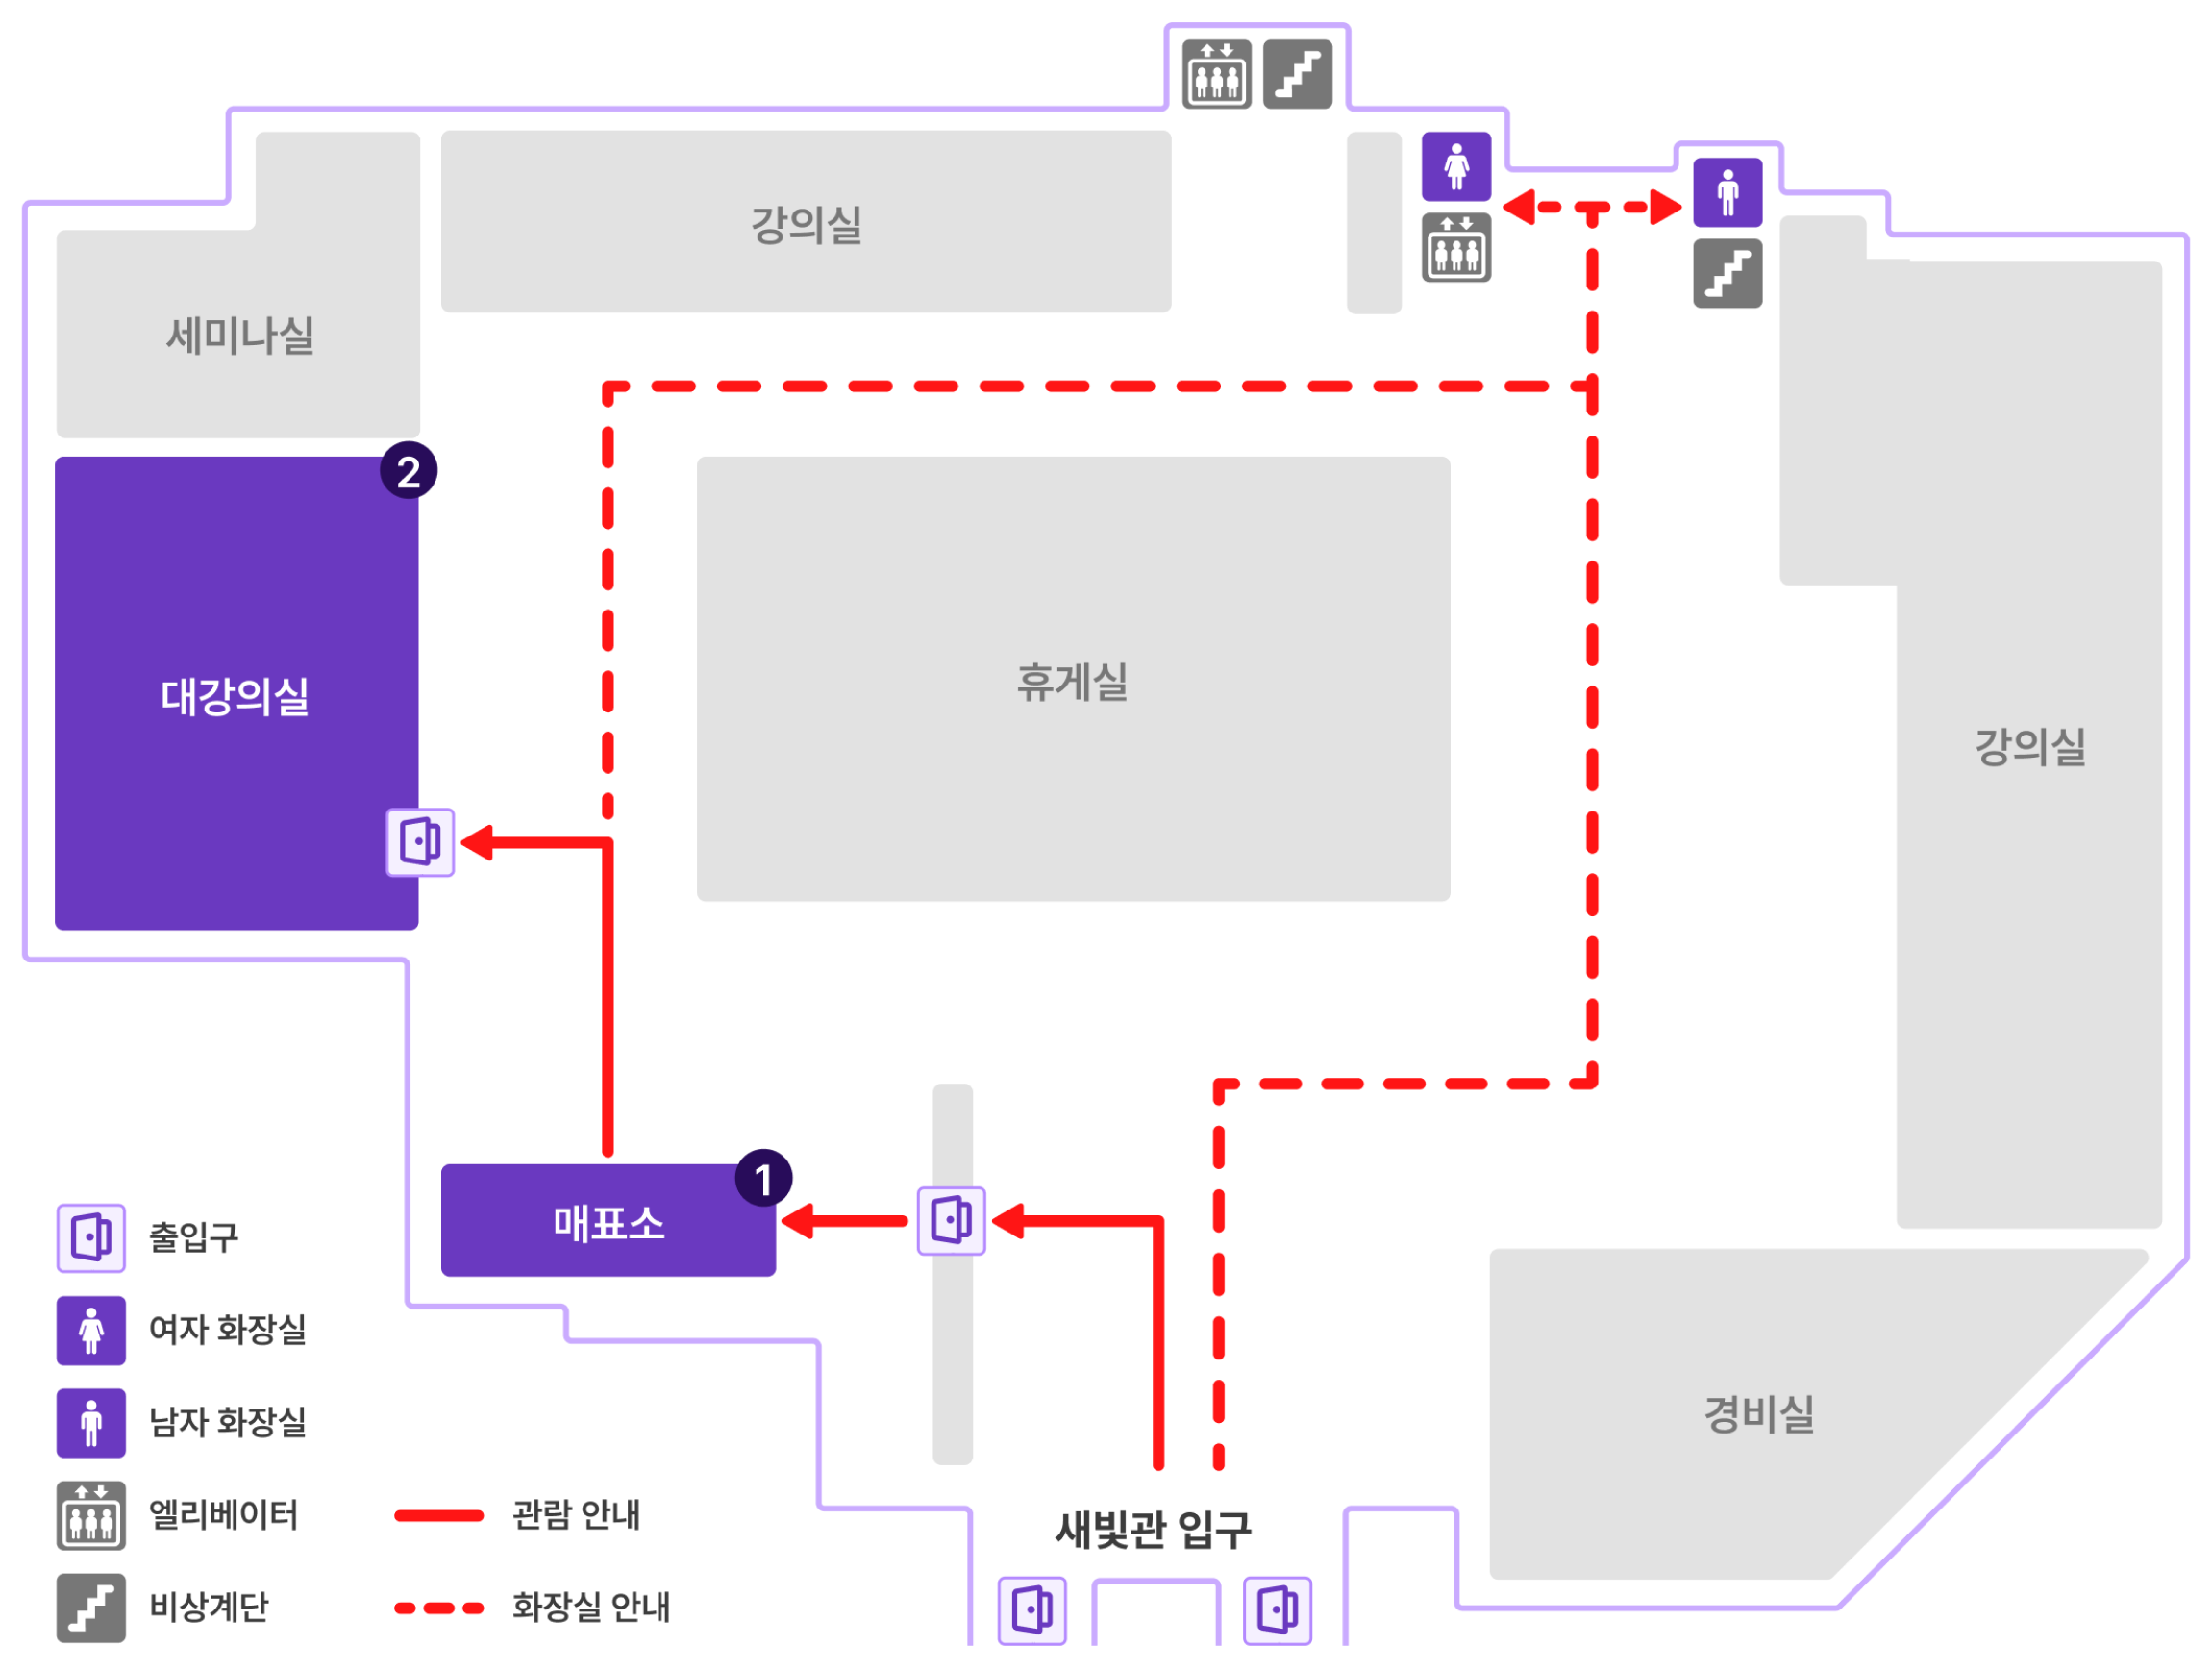 강의실
세미나실
2
대강의실
휴게실
강의실
1
매표소
출입구
여자 화장실
남자 화장실
엘리베이터
비상계단
관람 안내
화장실 안내
새빛관 입구
경비실